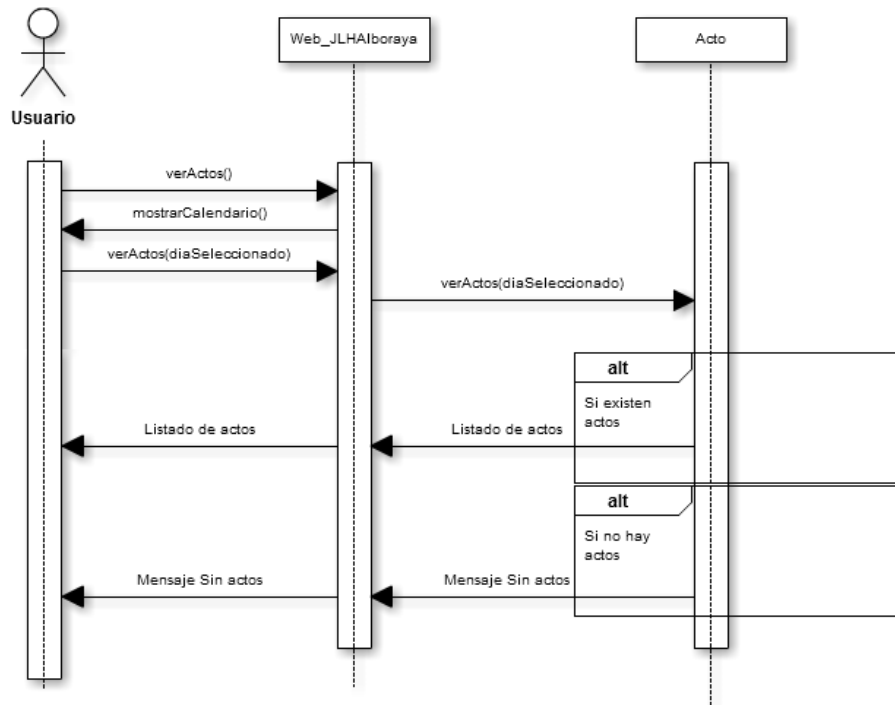 Web_JLHAlboraya
Acto
Usuario
verActos()
mostrarCalendario()
verActos(diaSeleccionado)
verActos(diaSeleccionado)
alt
Si existen
actos
Listado de actos
Listado de actos
alt
Si no hay
actos
Mensaje Sin actos
Mensaje Sin actos